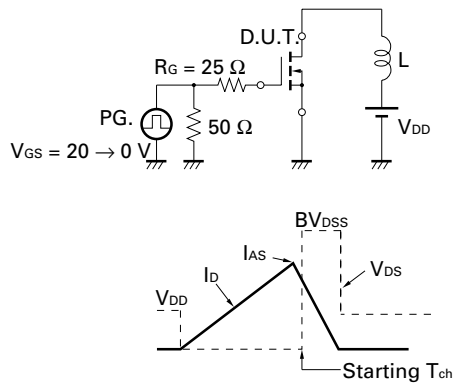 D.U.T.
RG = 25 Ω
L
PG.
50 Ω
VDD
VGS = 20 → 0 V
BVDSS
IAS
ID
VDS
VDD
Starting Tch